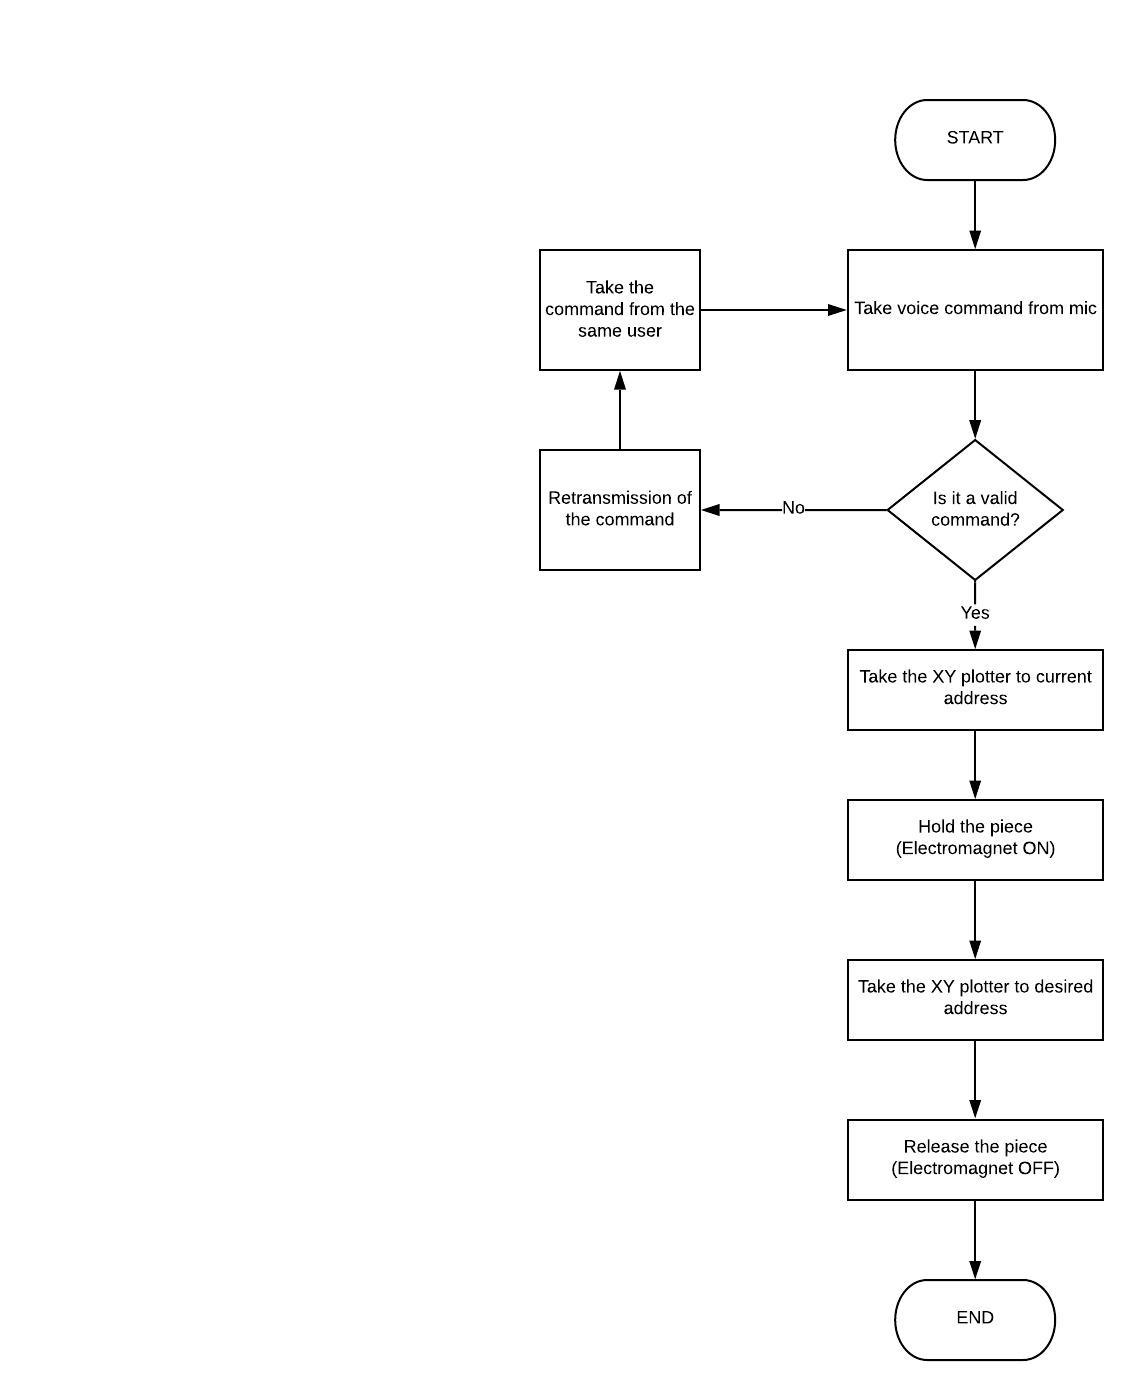 START
Take the
command from the
same user
Take voice command from mic
Retransmission of
the command
No
Is it a valid
command?
Yes
Take the XY plotter to current
address
Hold the piece
(Electromagnet ON)
Take the XY plotter to desired
address
Release the piece
(Electromagnet OFF)
END